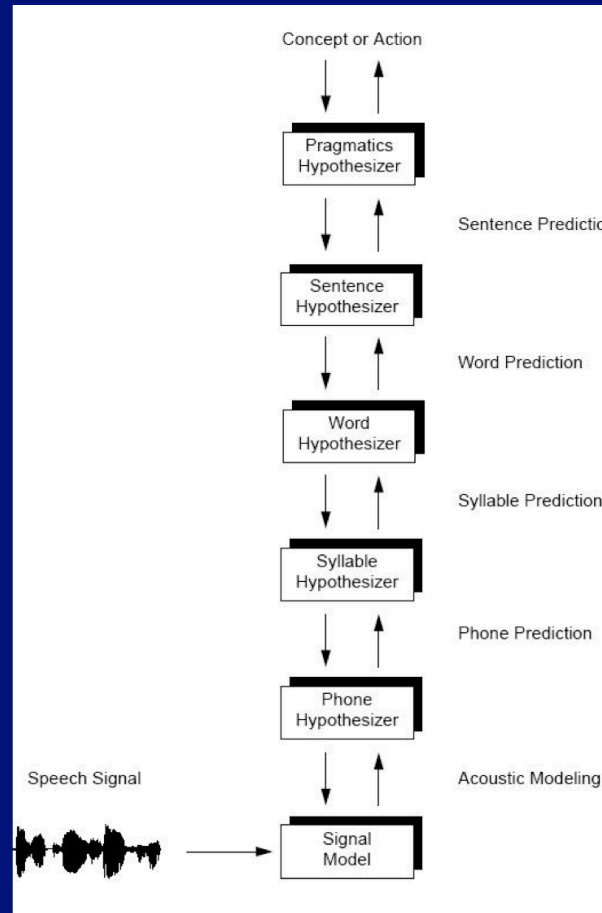 Concept or Action
Pragmatics
Hypothesizer
Sentence Predictio
Sentence
Hypothesizer
Word Prediction
Word
Hypothesizer
Syllable Prediction
Syllable
Hypothesizer
Phone Prediction
Phone
Hypothesizer
Speech Signal
Acoustic Modeling
Signal
Model